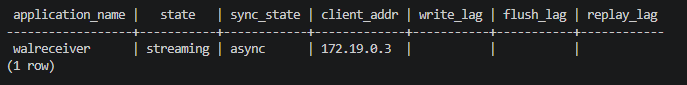 application_name |   state   | sync_state | client_addr | write_lag | flush_lag | replay_lag
------------------+-----------+------------+-------------+-----------+-----------+------------
 walreceiver      | streaming | async      | 172.19.0.3  |           |           |
(1 row)